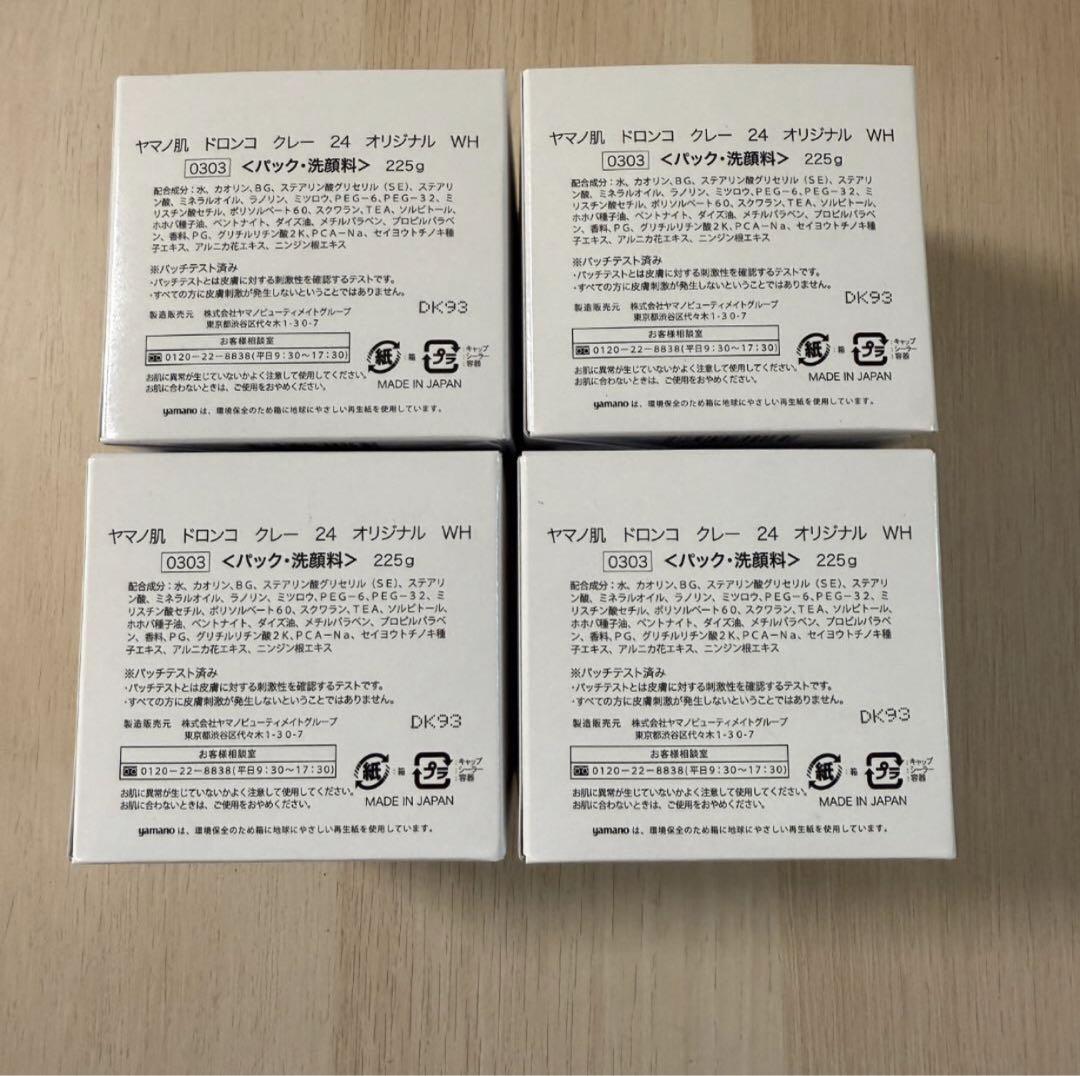 ヤマノ肌 ドロンコ クレー 24 オリジナル WH
0303 <パック・洗顔料> 225g
配合成分：水、カオリン、BG、ステアリン酸グリセリル（SE）、ステアリ
ン酸、ミネラルオイル、ラノリン、ミツロウ、PEG－6、PEG－32、ミ
リスチン酸セチル、ポリソルベート60、スクワラン、TEA、ソルビトール、
ホホバ種子油、ベントナイト、ダイズ油、メチルパラベン、プロピルパラベ
ン、香料、PG、グリチルリチン酸2K、PCA－Na、セイヨウトチノキ種
子エキス、アルニカ花エキス、ニンジン根エキス
※パッチテスト済み
・パッチテストとは皮膚に対する刺激性を確認するテストです。
・すべての方に皮膚刺激が発生しないということではありません。
製造販売元 株式会社ヤマノビューティメイトグループ
東京都渋谷区代々木1-30-7
DK93
お客様相談室
0120－22－8838(平日9：30～17：30)
紙 ：箱 プラ ：キャップ ：シーラー ：容器
お肌に異常が生じていないかよく注意して使用してください。
お肌に合わないときは、ご使用をおやめください。
MADE IN JAPAN
yamano は、環境保全のため箱に地球にやさしい再生紙を使用しています。
ヤマノ肌 ドロンコ クレー 24 オリジナル WH
0303 <パック・洗顔料> 225g
配合成分：水、カオリン、BG、ステアリン酸グリセリル（SE）、ステアリ
ン酸、ミネラルオイル、ラノリン、ミツロウ、PEG－6、PEG－32、ミ
リスチン酸セチル、ポリソルベート60、スクワラン、TEA、ソルビトール、
ホホバ種子油、ベントナイト、ダイズ油、メチルパラベン、プロピルパラベ
ン、香料、PG、グリチルリチン酸2K、PCA－Na、セイヨウトチノキ種
子エキス、アルニカ花エキス、ニンジン根エキス
※パッチテスト済み
・パッチテストとは皮膚に対する刺激性を確認するテストです。
・すべての方に皮膚刺激が発生しないということではありません。
製造販売元 株式会社ヤマノビューティメイトグループ
東京都渋谷区代々木1-30-7
DK93
お客様相談室
0120－22－8838(平日9：30～17：30)
紙 ：箱 プラ ：キャップ ：シーラー ：容器
お肌に異常が生じていないかよく注意して使用してください。
お肌に合わないときは、ご使用をおやめください。
MADE IN JAPAN
yamano は、環境保全のため箱に地球にやさしい再生紙を使用しています。
ヤマノ肌 ドロンコ クレー 24 オリジナル WH
0303 <パック・洗顔料> 225g
配合成分：水、カオリン、BG、ステアリン酸グリセリル（SE）、ステアリ
ン酸、ミネラルオイル、ラノリン、ミツロウ、PEG－6、PEG－32、ミ
リスチン酸セチル、ポリソルベート60、スクワラン、TEA、ソルビトール、
ホホバ種子油、ベントナイト、ダイズ油、メチルパラベン、プロピルパラベ
ン、香料、PG、グリチルリチン酸2K、PCA－Na、セイヨウトチノキ種
子エキス、アルニカ花エキス、ニンジン根エキス
※パッチテスト済み
・パッチテストとは皮膚に対する刺激性を確認するテストです。
・すべての方に皮膚刺激が発生しないということではありません。
製造販売元 株式会社ヤマノビューティメイトグループ
東京都渋谷区代々木1-30-7
DK93
お客様相談室
0120－22－8838(平日9：30～17：30)
紙 ：箱 プラ ：キャップ ：シーラー ：容器
お肌に異常が生じていないかよく注意して使用してください。
お肌に合わないときは、ご使用をおやめください。
MADE IN JAPAN
yamano は、環境保全のため箱に地球にやさしい再生紙を使用しています。
ヤマノ肌 ドロンコ クレー 24 オリジナル WH
0303 <パック・洗顔料> 225g
配合成分：水、カオリン、BG、ステアリン酸グリセリル（SE）、ステアリ
ン酸、ミネラルオイル、ラノリン、ミツロウ、PEG－6、PEG－32、ミ
リスチン酸セチル、ポリソルベート60、スクワラン、TEA、ソルビトール、
ホホバ種子油、ベントナイト、ダイズ油、メチルパラベン、プロピルパラベ
ン、香料、PG、グリチルリチン酸2K、PCA－Na、セイヨウトチノキ種
子エキス、アルニカ花エキス、ニンジン根エキス
※パッチテスト済み
・パッチテストとは皮膚に対する刺激性を確認するテストです。
・すべての方に皮膚刺激が発生しないということではありません。
製造販売元 株式会社ヤマノビューティメイトグループ
東京都渋谷区代々木1-30-7
DK93
お客様相談室
0120－22－8838(平日9：30～17：30)
紙 ：箱 プラ ：キャップ ：シーラー ：容器
お肌に異常が生じていないかよく注意して使用してください。
お肌に合わないときは、ご使用をおやめください。
MADE IN JAPAN
yamano は、環境保全のため箱に地球にやさしい再生紙を使用しています。